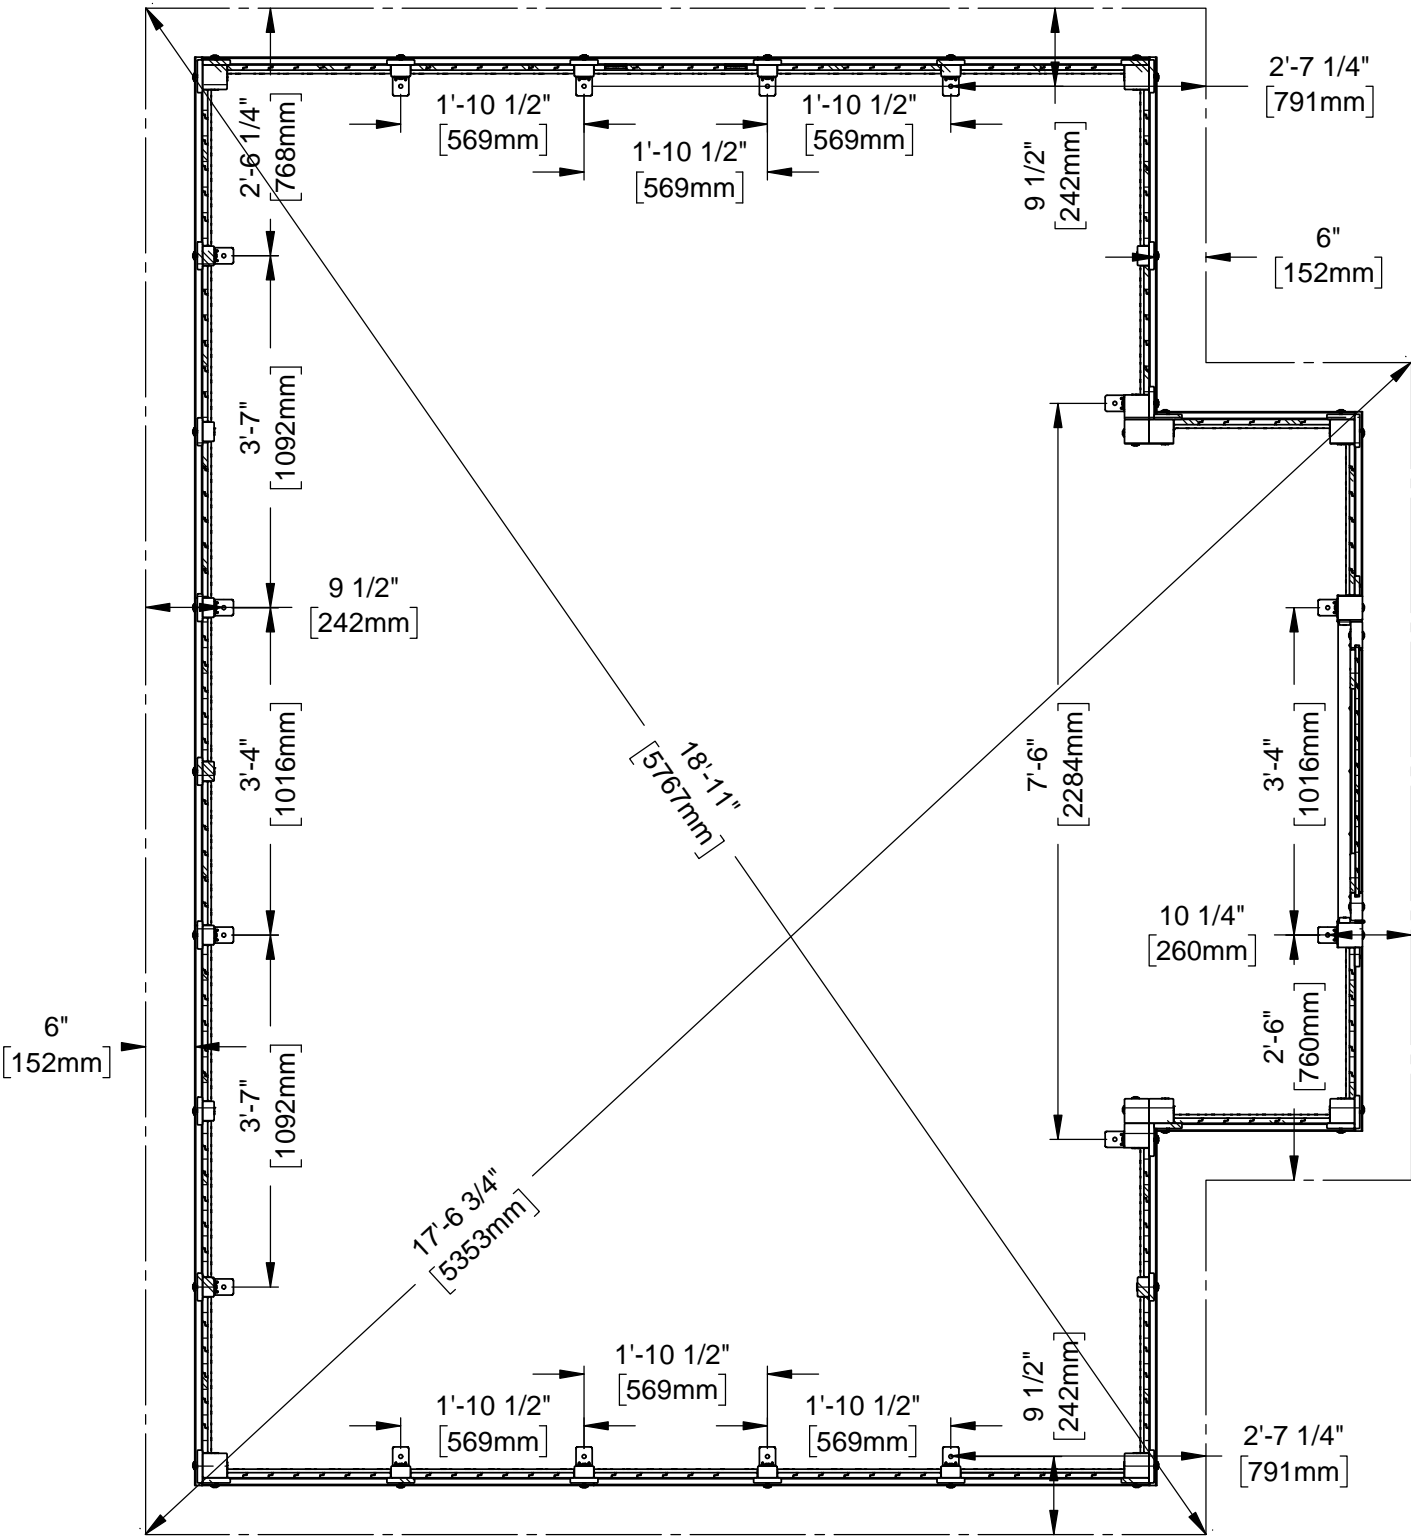 2'-7 1/4"
[791mm]
1'-10 1/2"
[569mm]
1'-10 1/2"
[569mm]
1'-10 1/2"
[569mm]
2'-6 1/4"
[768mm]
9 1/2"
[242mm]
6"
[152mm]
3'-7"
[1092mm]
9 1/2"
[242mm]
3'-4"
[1016mm]
18'-11"
[5767mm]
7'-6"
[2284mm]
3'-4"
[1016mm]
10 1/4"
[260mm]
6"
[152mm]
2'-6"
[760mm]
3'-7"
[1092mm]
17'-6 3/4"
[5353mm]
1'-10 1/2"
[569mm]
1'-10 1/2"
[569mm]
1'-10 1/2"
[569mm]
9 1/2"
[242mm]
2'-7 1/4"
[791mm]